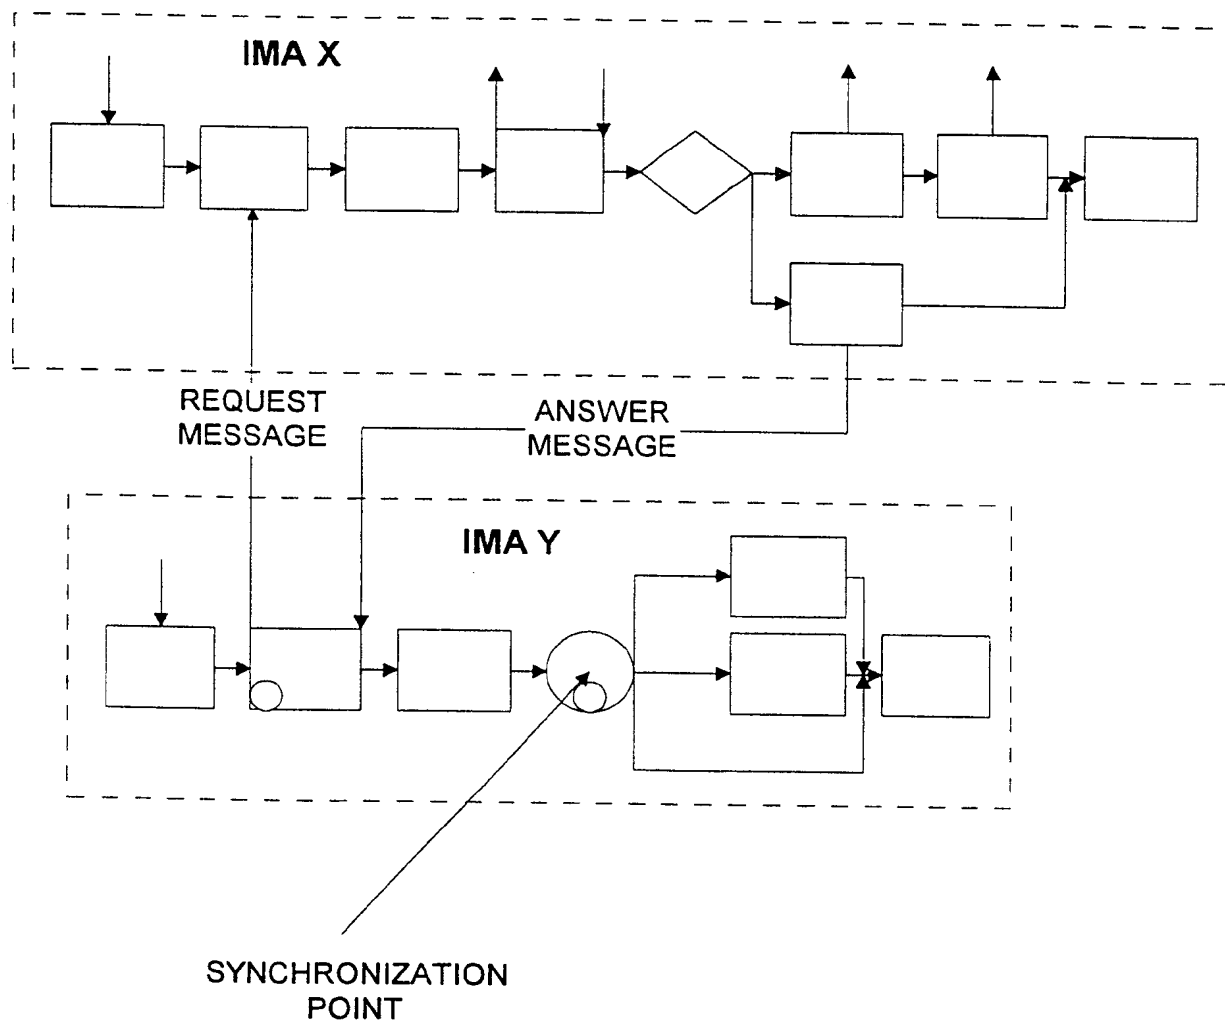 IMA X
REQUEST
MESSAGE
ANSWER
MESSAGE
IMA Y
SYNCHRONIZATION
POINT